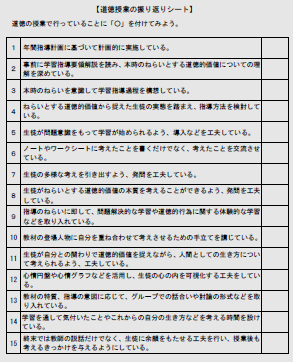 【道徳授業の振り返りシート】
道徳の授業で行っていることに「○」を付けてみよう。
1 年間指導計画に基づいて計画的に実施している。
2 事前に学習指導要領解説を読み、本時のねらいとする道徳的価値についての理
解を深めている。
3 本時のねらいを意識して学習指導過程を構想している。
4 ねらいとする道徳的価値から捉えた生徒の実態を踏まえ、指導方法を検討して
いる。
5 生徒が問題意識をもって学習が始められるよう、導入などを工夫している。
6 ノートやワークシートに考えたことを書くだけでなく、考えたことを交流させ
ている。
7 生徒の多様な考えを引き出すよう、発問を工夫している。
8 生徒がねらいとする道徳的価値の本質を考えることができるよう、発問を工夫
している。
9 指導のねらいに即して、問題解決的な学習や道徳的行為に関する体験的な学習
などを取り入れている。
10 教材の登場人物に自分を重ね合わせて考えさせるための手立てを講じている。
11 生徒が自分との関わりで道徳的価値を捉えながら、人間としての生き方につい
て考えられるよう、工夫している。
12 心情円盤や心情グラフなどを活用し、生徒の心の内を可視化する工夫をしてい
る。
13 教材の特質、指導の意図に応じて、グループでの話合いや討論の形式などを取
り入れている。
14 学習を通して気付いたことやこれからの自分の生き方などを考える時間を設け
ている。
15 終末では教師の説話だけでなく、生徒に余韻をもたせる工夫を行い、授業後も
考えるきっかけを与えるようにしている。